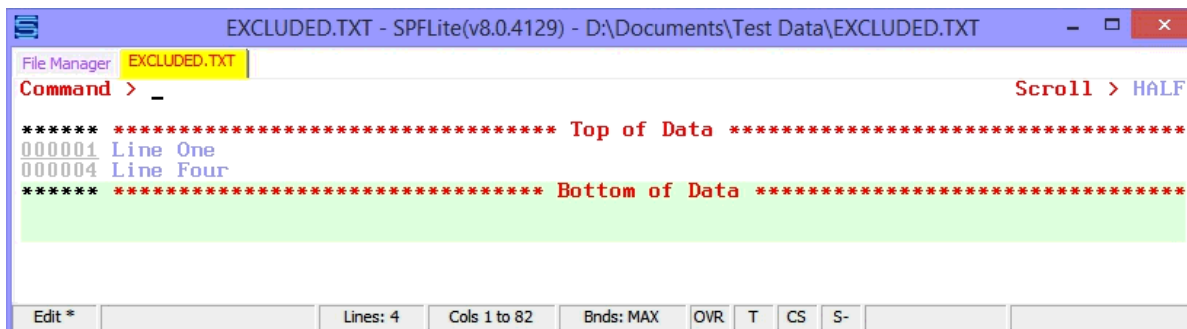 EXCLUDED.TXT - SPFLite(v8.0.4129) - D:\Documents\Test Data\EXCLUDED.TXT
File Manager EXCLUDED.TXT
Command > _ Scroll > HALF
****** ********************************** Top of Data ***********************************
000001 Line One
000004 Line Four
****** ********************************* Bottom of Data *********************************
Edit * Lines: 4 Cols 1 to 82 Bnds: MAX OVR T CS S-